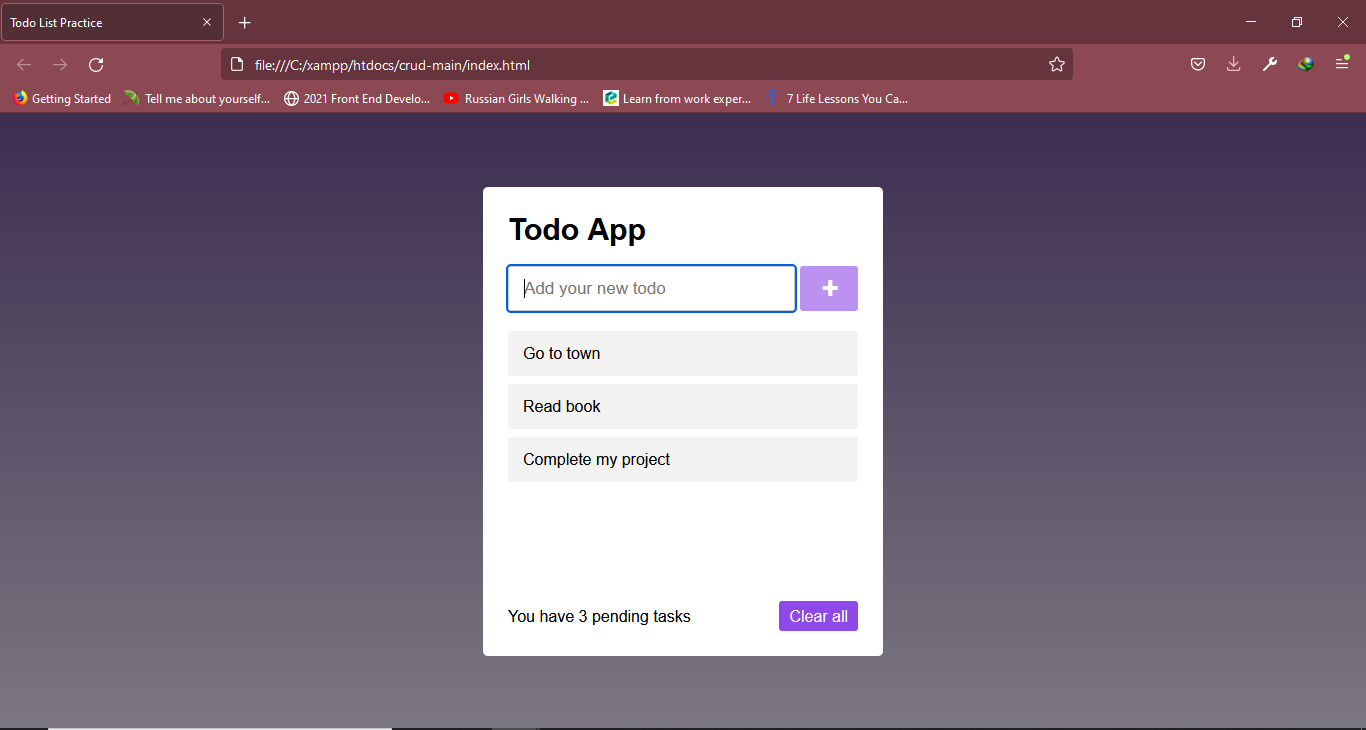 Todo List Practice
file:///C:/xampp/htdocs/crud-main/index.html
Getting Started Tell me about yourself... 2021 Front End Develo... Russian Girls Walking ... Learn from work exper... 7 Life Lessons You Ca...
Todo App
Add your new todo
Go to town
Read book
Complete my project
You have 3 pending tasks Clear all